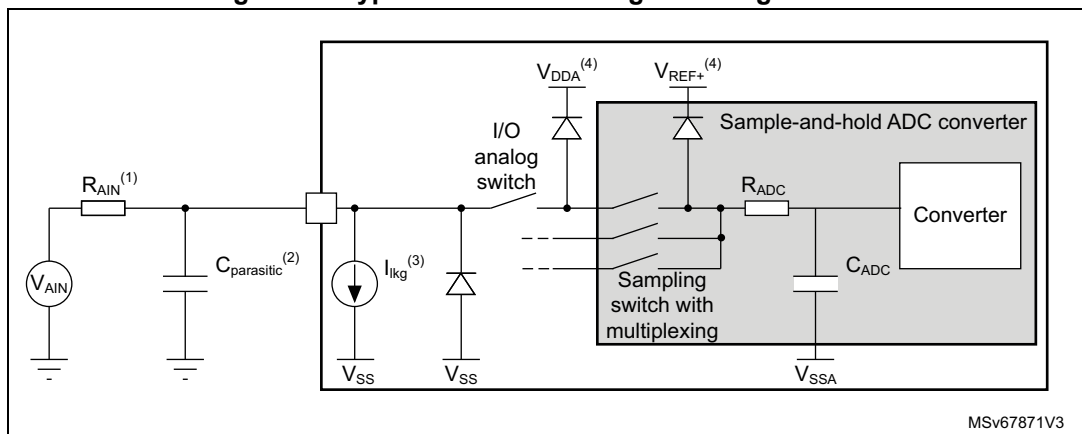 V_DDA^(4)
V_REF+^(4)
Sample-and-hold ADC converter
I/O
analog
switch
R_AIN^(1)
R_ADC
Converter
V_AIN
C_parasitic^(2)
I_lkg^(3)
Sampling
switch with
multiplexing
C_ADC
V_SS
V_SS
V_SSA
MSv67871V3